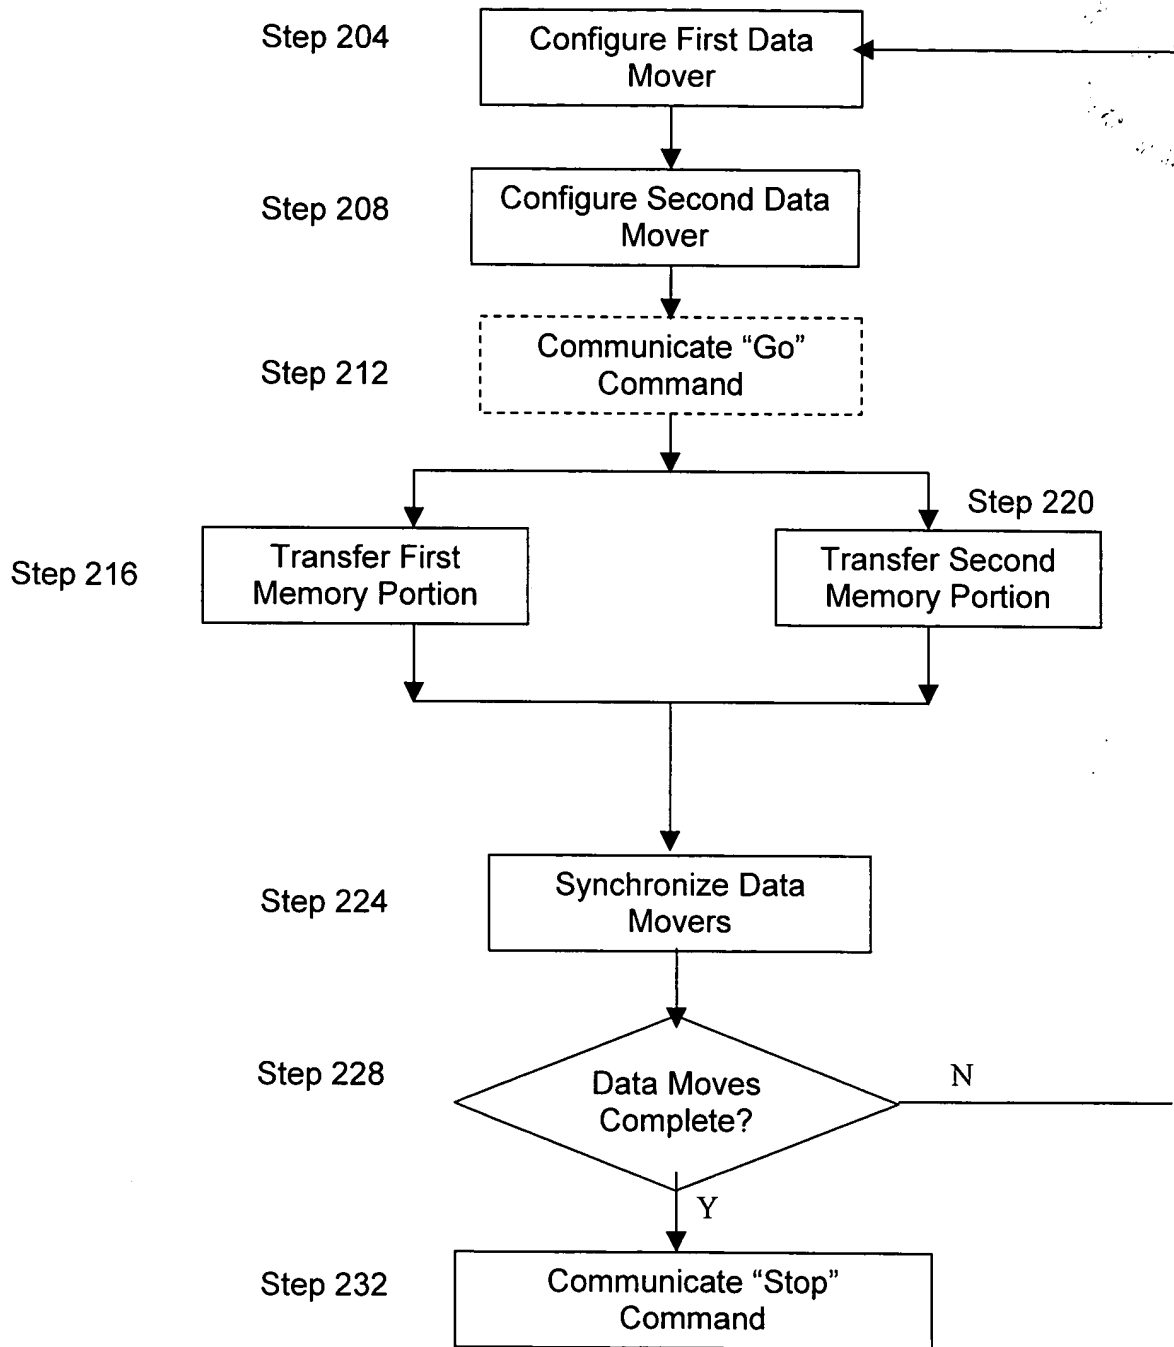 Step 204
Configure First Data
Mover
Step 208
Configure Second Data
Mover
Step 212
Communicate “Go”
Command
Step 220
Step 216
Transfer First
Memory Portion
Transfer Second
Memory Portion
Step 224
Synchronize Data
Movers
Step 228
Data Moves
Complete?
N
Y
Step 232
Communicate “Stop”
Command